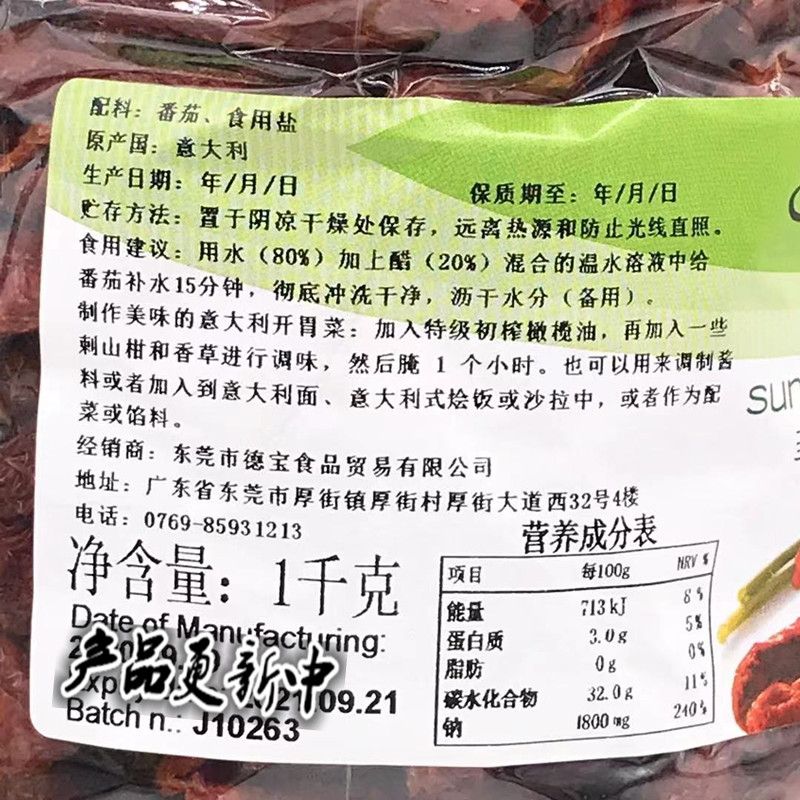 配料：番茄、食用盐
原产国：意大利
生产日期：年/月/日 保质期至：年/月/日
贮存方法：置于阴凉干燥处保存，远离热源和防止光线直照。
食用建议：用水（80%）加上醋（20%）混合的温水溶液中给
番茄补水15分钟，彻底冲洗干净，沥干水分（备用）。
制作美味的意大利开胃菜：加入特级初榨橄榄油，再加入一些
刺山柑和香草进行调味，然后腌 1 个小时。也可以用来调制酱
料或者加入到意大利面、意大利式烩饭或沙拉中，或者作为配
菜或馅料。
经销商：东莞市德宝食品贸易有限公司
地址：广东省东莞市厚街镇厚街村厚街大道西32号4楼
电话：0769-85931213
净含量：1千克
营养成分表
项目 每100g NRV %
能量 713kJ 8%
蛋白质 3.0g 5%
脂肪 0g 0%
碳水化合物 32.0g 11%
钠 1800mg 240%
Date of Manufacturing:
产品更新中
09.21
Batch n.: J10263
sun